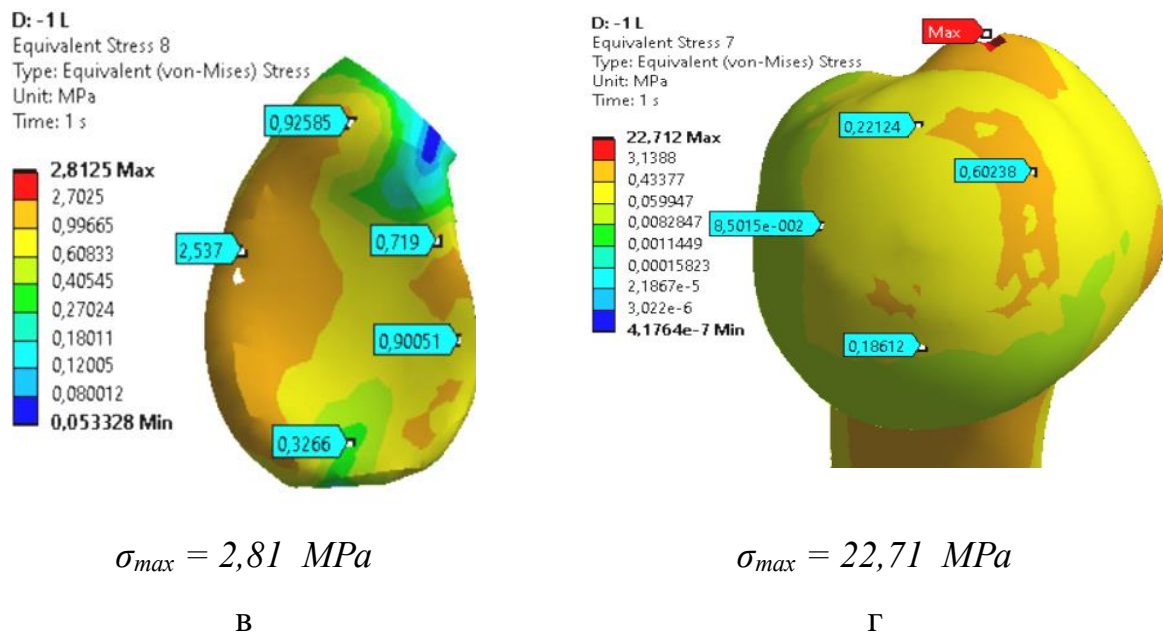 D: -1 L
Equivalent Stress 8
Type: Equivalent (von-Mises) Stress
Unit: MPa
Time: 1 s
2,8125 Max
2,7025
0,99665
0,60833
0,40545
0,27024
0,18011
0,12005
0,080012
0,053328 Min
0,92585
2,537
0,719
0,90051
0,3266
σmax = 2,81 MPa
в
D: -1 L
Equivalent Stress 7
Type: Equivalent (von-Mises) Stress
Unit: MPa
Time: 1 s
22,712 Max
3,1388
0,43377
0,059947
0,0082847
0,0011449
0,00015823
2,1867e-5
3,022e-6
4,1764e-7 Min
Max
0,22124
0,60238
8,5015e-002
0,18612
σmax = 22,71 MPa
г